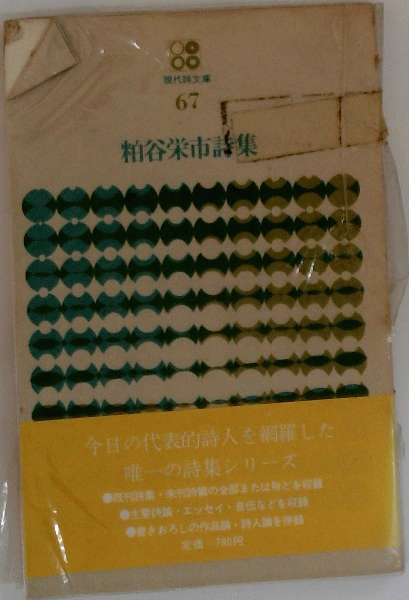 現代詩文庫
67
粕谷栄市詩集
今日の代表的詩人を網羅した
唯一の詩集シリーズ
●既刊詩集・未刊詩篇の全部または殆どを収録
●主要詩論・エッセイ・自伝などを収録
●書きおろしの作品論・詩人論を併録
定価 780円